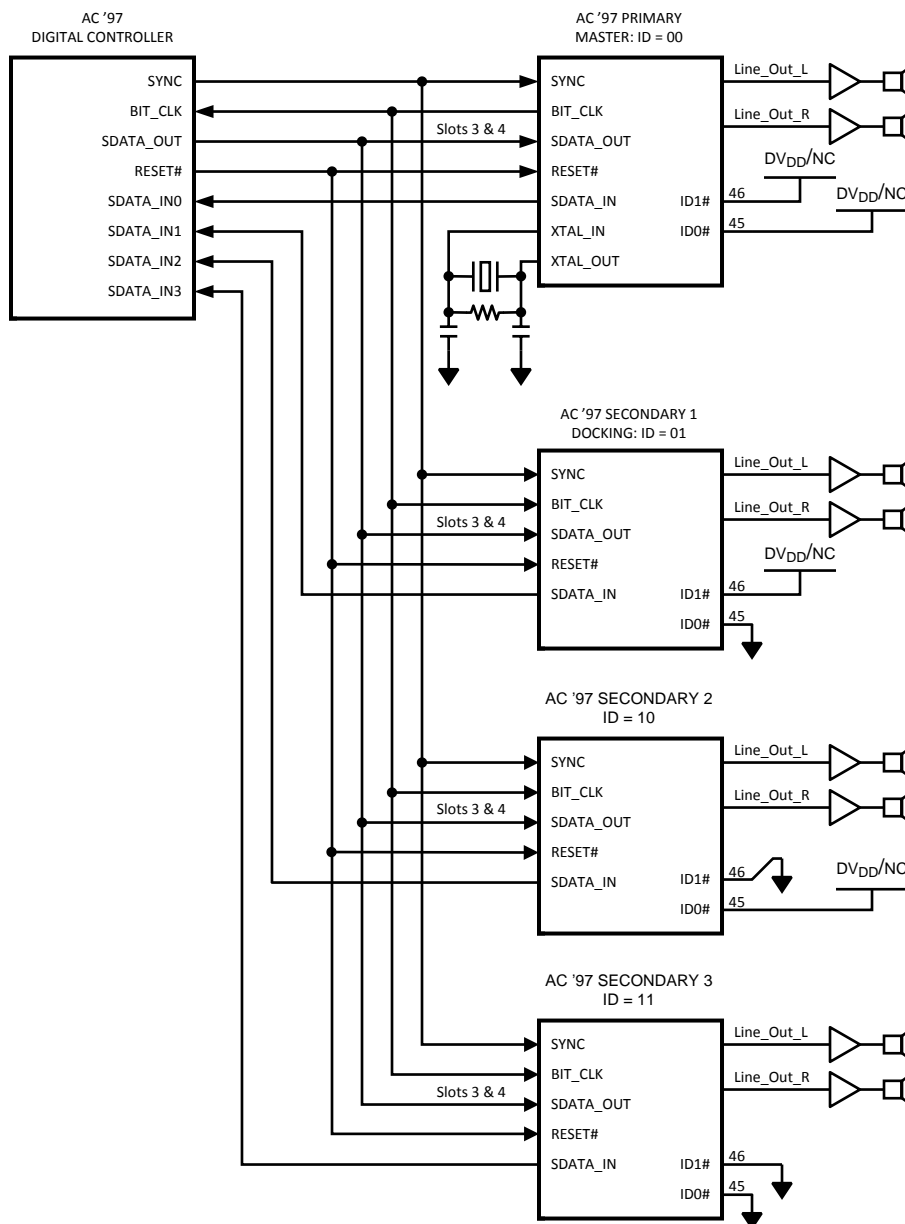 AC '97
DIGITAL CONTROLLER
SYNC
BIT_CLK
SDATA_OUT
RESET#
SDATA_IN0
SDATA_IN1
SDATA_IN2
SDATA_IN3
AC '97 PRIMARY
MASTER: ID = 00
SYNC
BIT_CLK
Slots 3 & 4
SDATA_OUT
RESET#
SDATA_IN
XTAL_IN
XTAL_OUT
ID1#
ID0#
46
45
Line_Out_L
Line_Out_R
DVDD/NC
DVDD/NC
AC '97 SECONDARY 1
DOCKING: ID = 01
SYNC
BIT_CLK
Slots 3 & 4
SDATA_OUT
RESET#
SDATA_IN
ID1#
ID0#
46
45
Line_Out_L
Line_Out_R
DVDD/NC
AC '97 SECONDARY 2
ID = 10
SYNC
BIT_CLK
Slots 3 & 4
SDATA_OUT
RESET#
SDATA_IN
ID1#
ID0#
46
45
Line_Out_L
Line_Out_R
DVDD/NC
AC '97 SECONDARY 3
ID = 11
SYNC
BIT_CLK
Slots 3 & 4
SDATA_OUT
RESET#
SDATA_IN
ID1#
ID0#
46
45
Line_Out_L
Line_Out_R